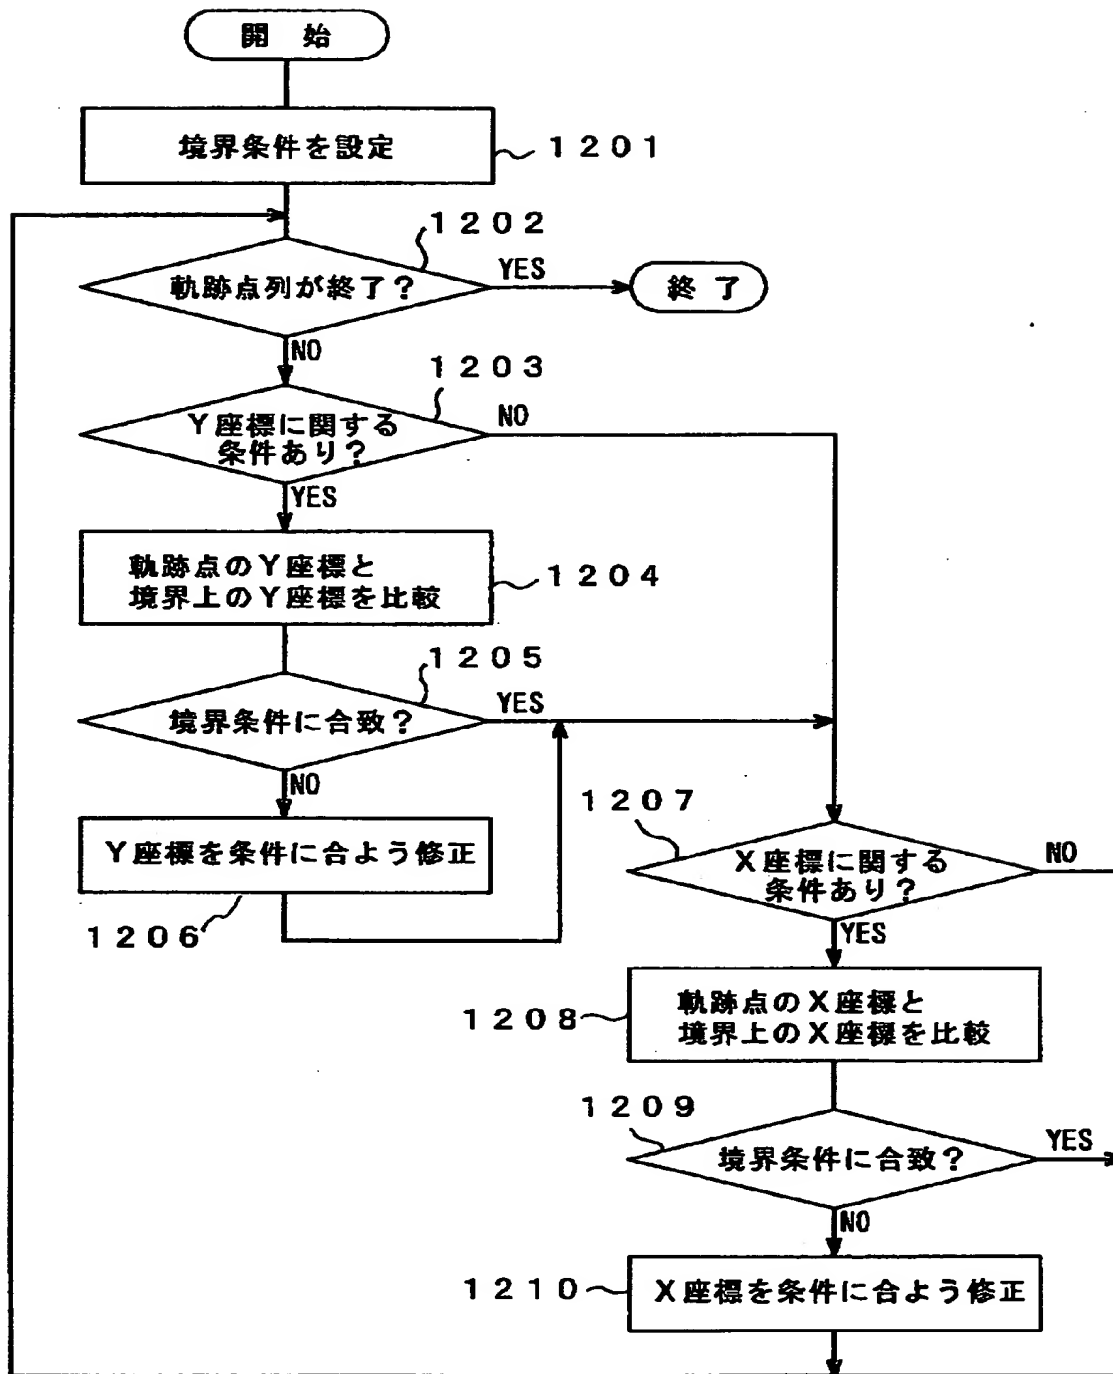 開 始
境界条件を設定
1201
1202
軌跡点列が終了?
YES
終 了
NO
1203
Y座標に関する
条件あり?
NO
YES
軌跡点のY座標と
境界上のY座標を比較
1204
1205
境界条件に合致?
YES
NO
Y座標を条件に合よう修正
1206
1207
X座標に関する
条件あり?
NO
YES
軌跡点のX座標と
境界上のX座標を比較
1208
1209
境界条件に合致?
YES
NO
1210
X座標を条件に合よう修正